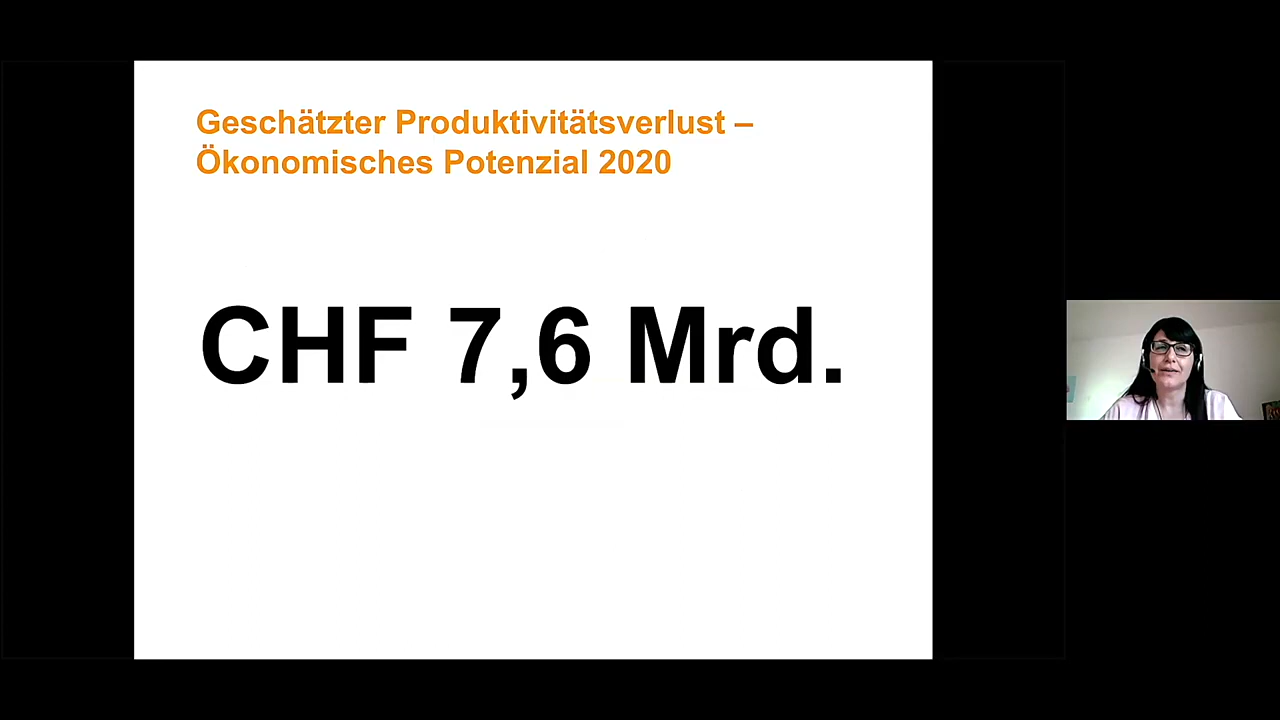 Geschätzter Produktivitätsverlust –
Ökonomisches Potenzial 2020
CHF 7,6 Mrd.